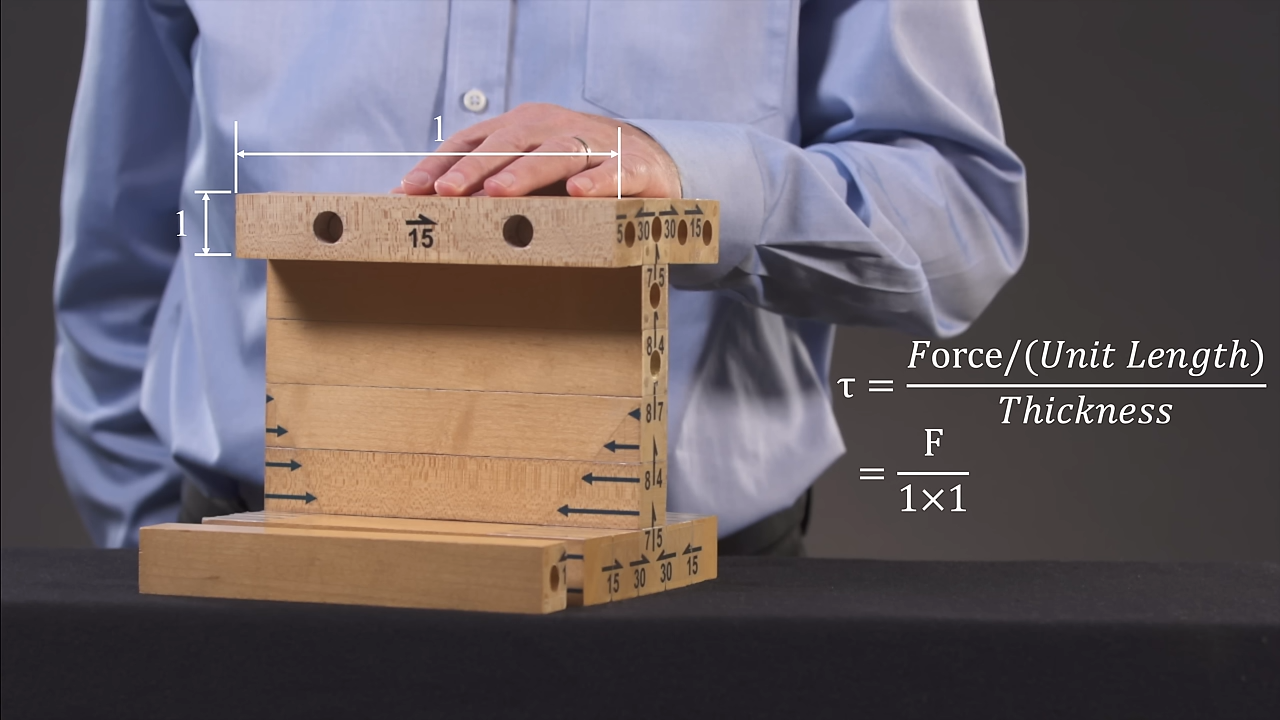 1
1
15
5 30 30 15
7 5
8 4
8 7
8 4
7 5
1
15 30 30 15
τ = Force/(Unit Length) / Thickness
= F / 1×1